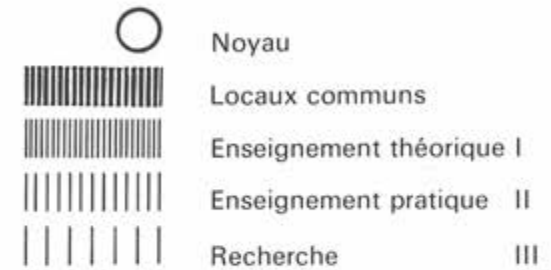 Noyau
Locaux communs
Enseignement théorique I
Enseignement pratique II
Recherche III